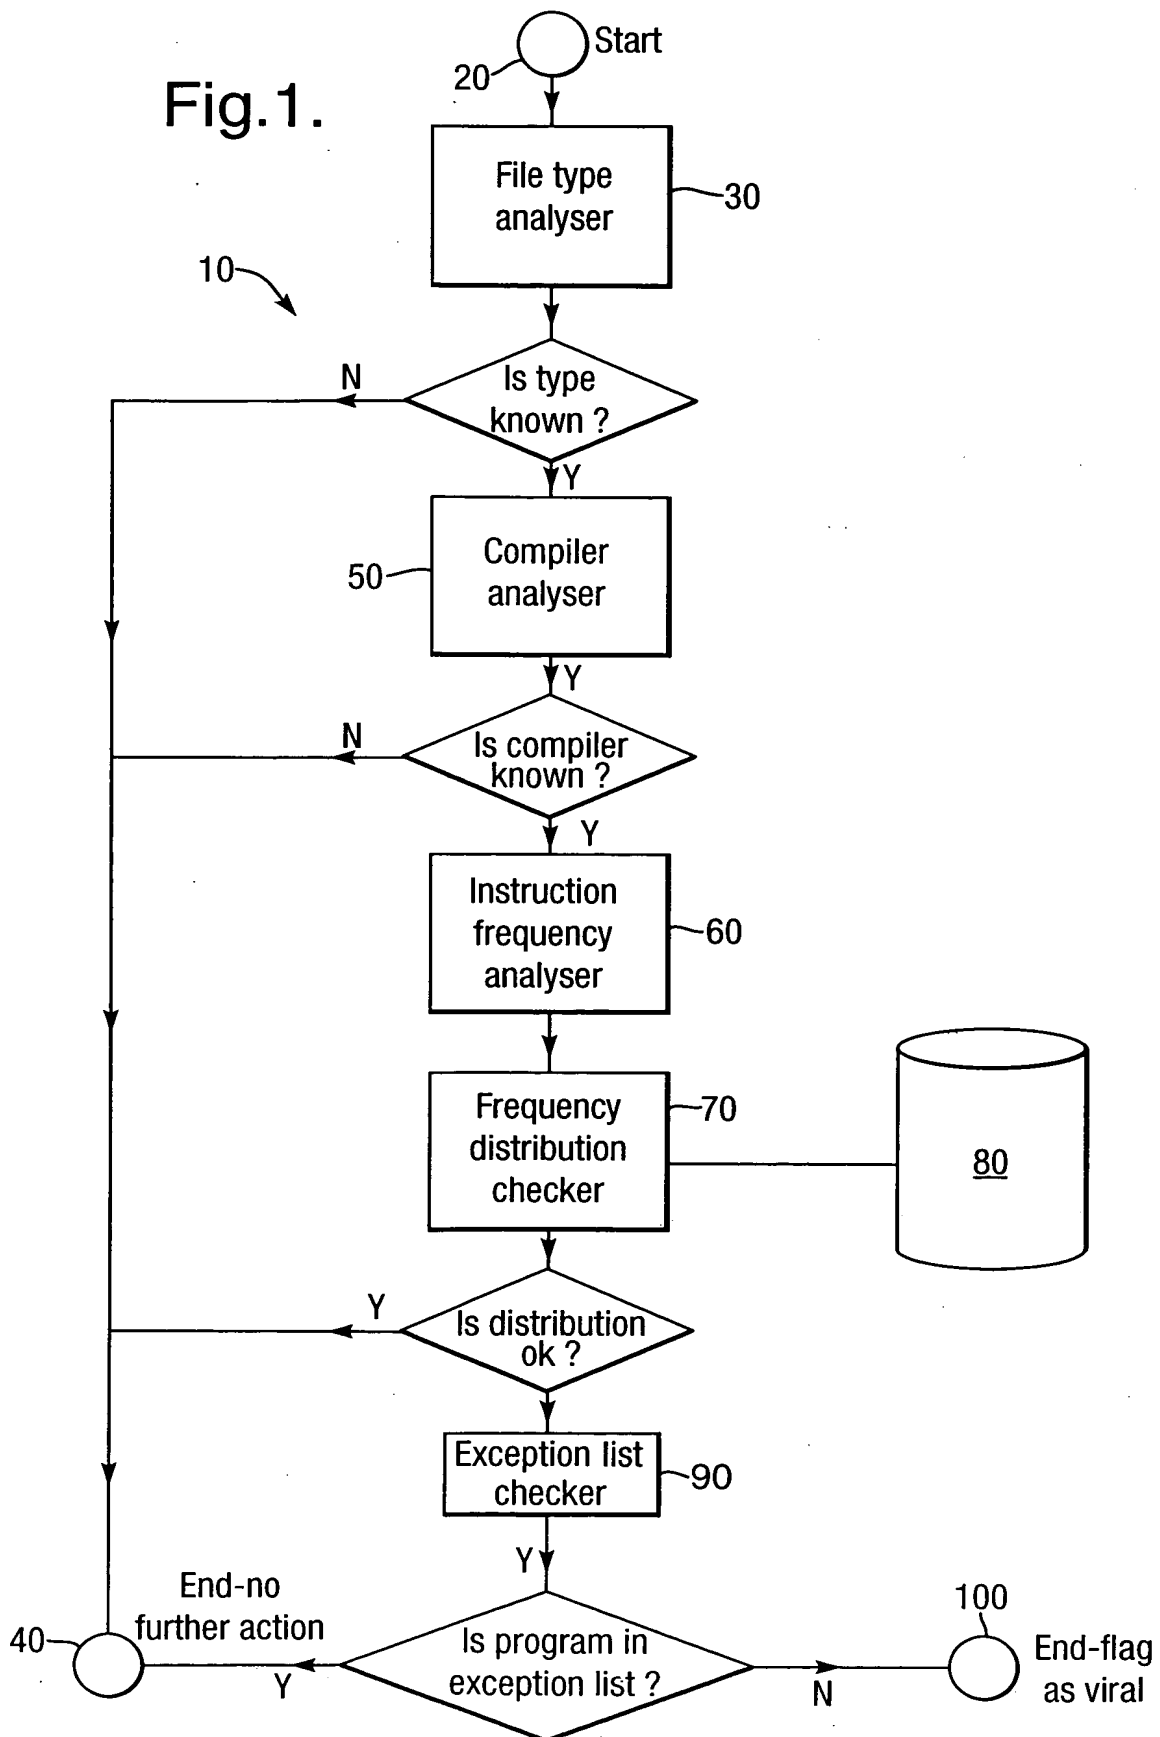 Start
20
Fig.1.
File type
analyser
30
10
N
Is type
known ?
Y
Compiler
analyser
50
Y
N
Is compiler
known ?
Y
Instruction
frequency
analyser
60
Frequency
distribution
checker
70
80
Y
Is distribution
ok ?
Exception list
checker
90
Y
End-no
further action
40
Y
Is program in
exception list ?
N
100
End-flag
as viral